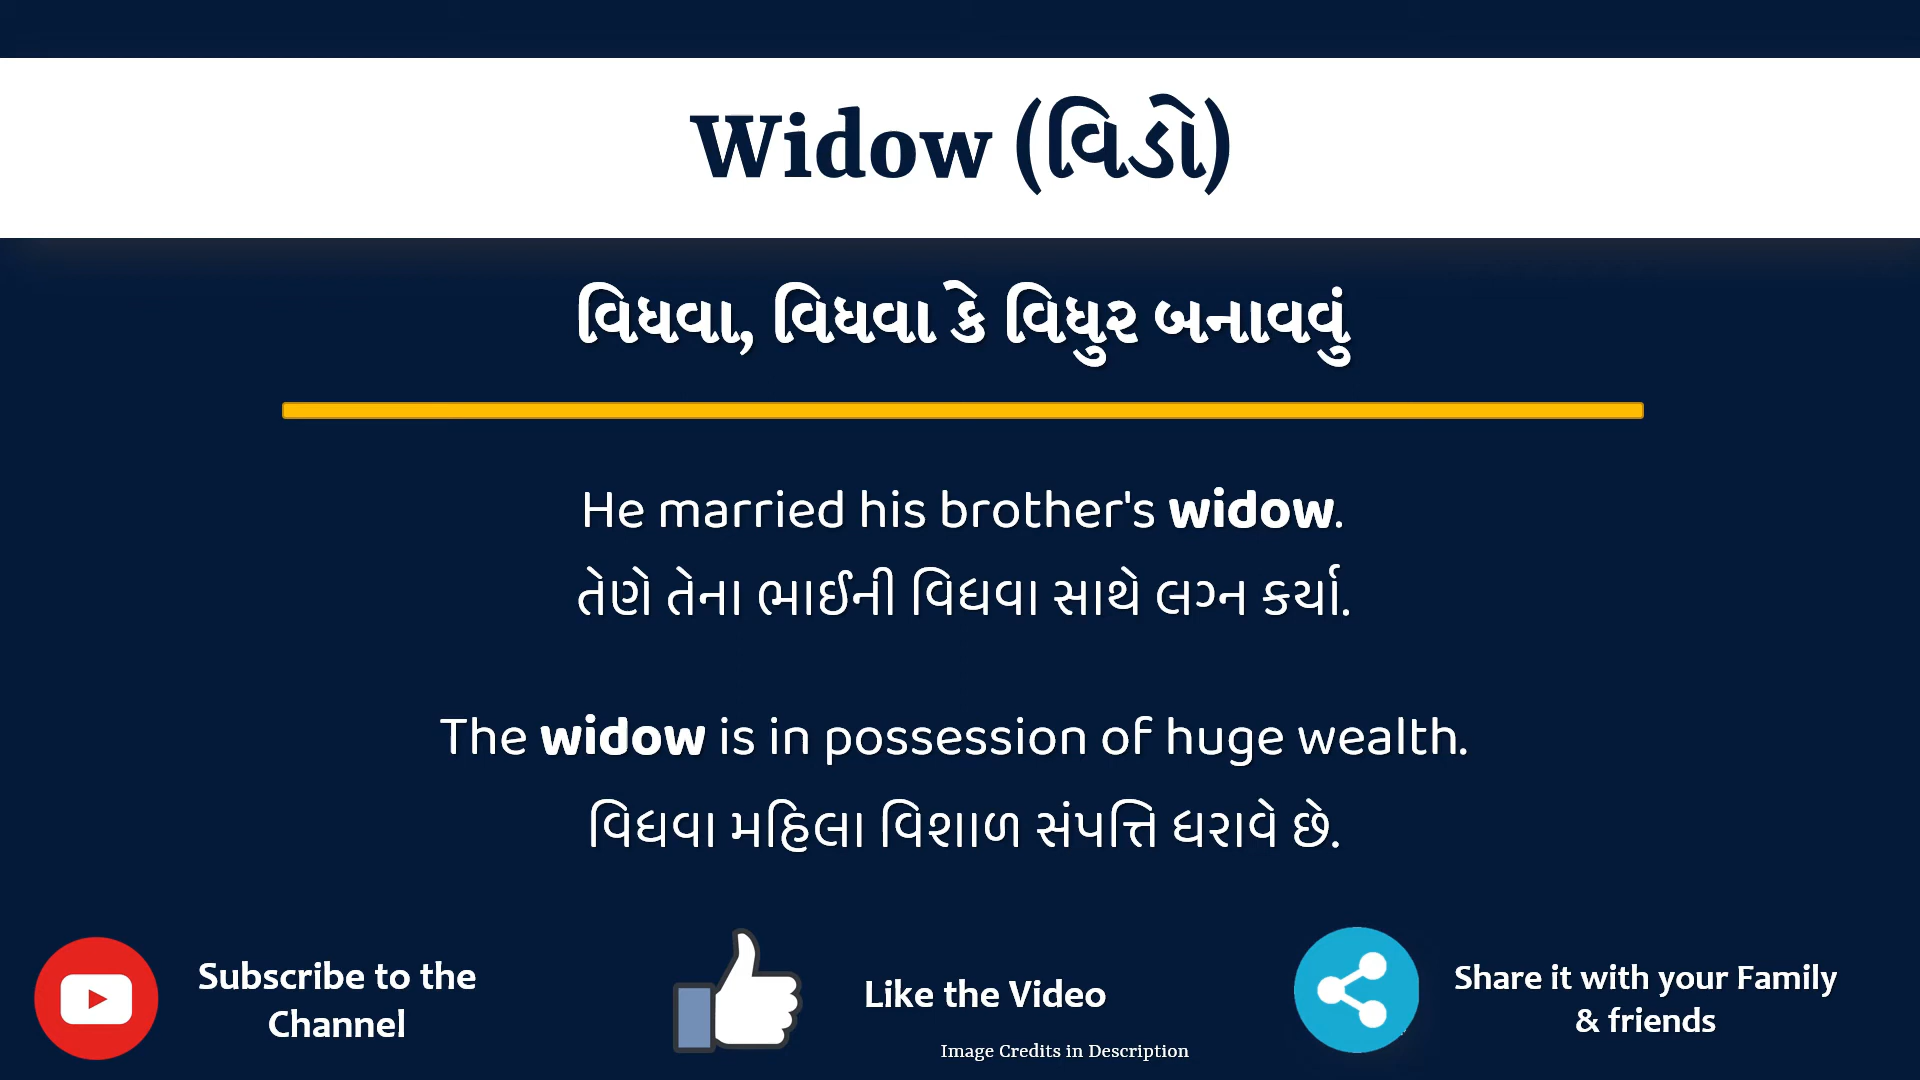 Widow (વિડો)
વિધવા, વિધવા કે વિધુર બનાવવું
He married his brother's widow.
તેણે તેના ભાઈની વિધવા સાથે લગ્ન કર્યા.
The widow is in possession of huge wealth.
વિધવા મહિલા વિશાળ સંપત્તિ ધરાવે છે.
Subscribe to the
Channel
Like the Video
Share it with your Family
& friends
Image Credits in Description